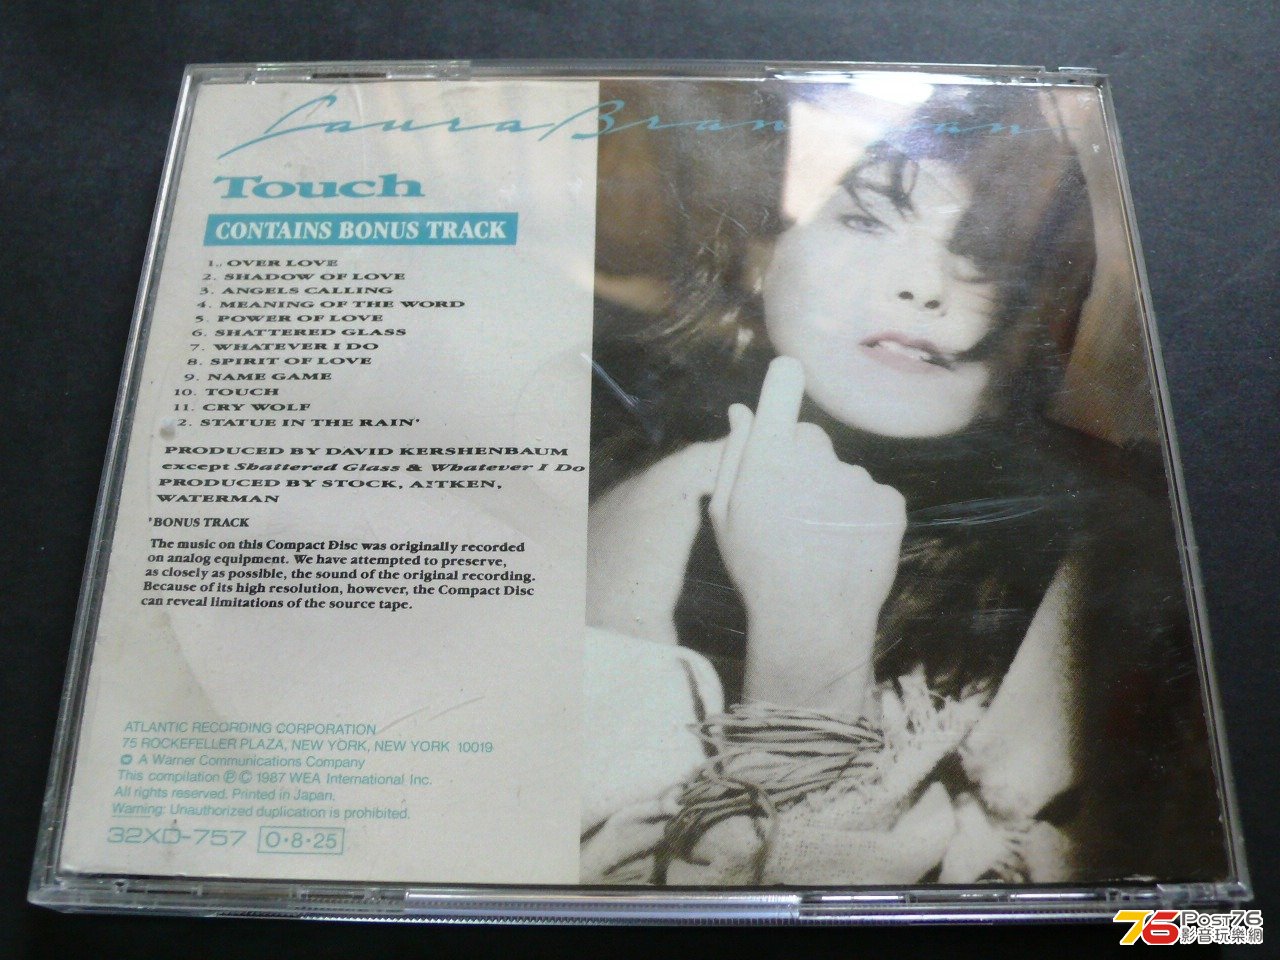 Laura Branigan
Touch
CONTAINS BONUS TRACK
1. OVER LOVE
2. SHADOW OF LOVE
3. ANGELS CALLING
4. MEANING OF THE WORD
5. POWER OF LOVE
6. SHATTERED GLASS
7. WHATEVER I DO
8. SPIRIT OF LOVE
9. NAME GAME
10. TOUCH
11. CRY WOLF
12. STATUE IN THE RAIN*
PRODUCED BY DAVID KERSHENBAUM
except Shattered Glass & Whatever I Do
PRODUCED BY STOCK, AITKEN,
WATERMAN
*BONUS TRACK
The music on this Compact Disc was originally recorded
on analog equipment. We have attempted to preserve,
as closely as possible, the sound of the original recording.
Because of its high resolution, however, the Compact Disc
can reveal limitations of the source tape.
ATLANTIC RECORDING CORPORATION
75 ROCKEFELLER PLAZA, NEW YORK, NEW YORK 10019
A Warner Communications Company
This compilation ℗ © 1987 WEA International Inc.
All rights reserved. Printed in Japan.
Warning: Unauthorized duplication is prohibited.
32XD-757 O·8·25
76 POST76
影音玩樂網